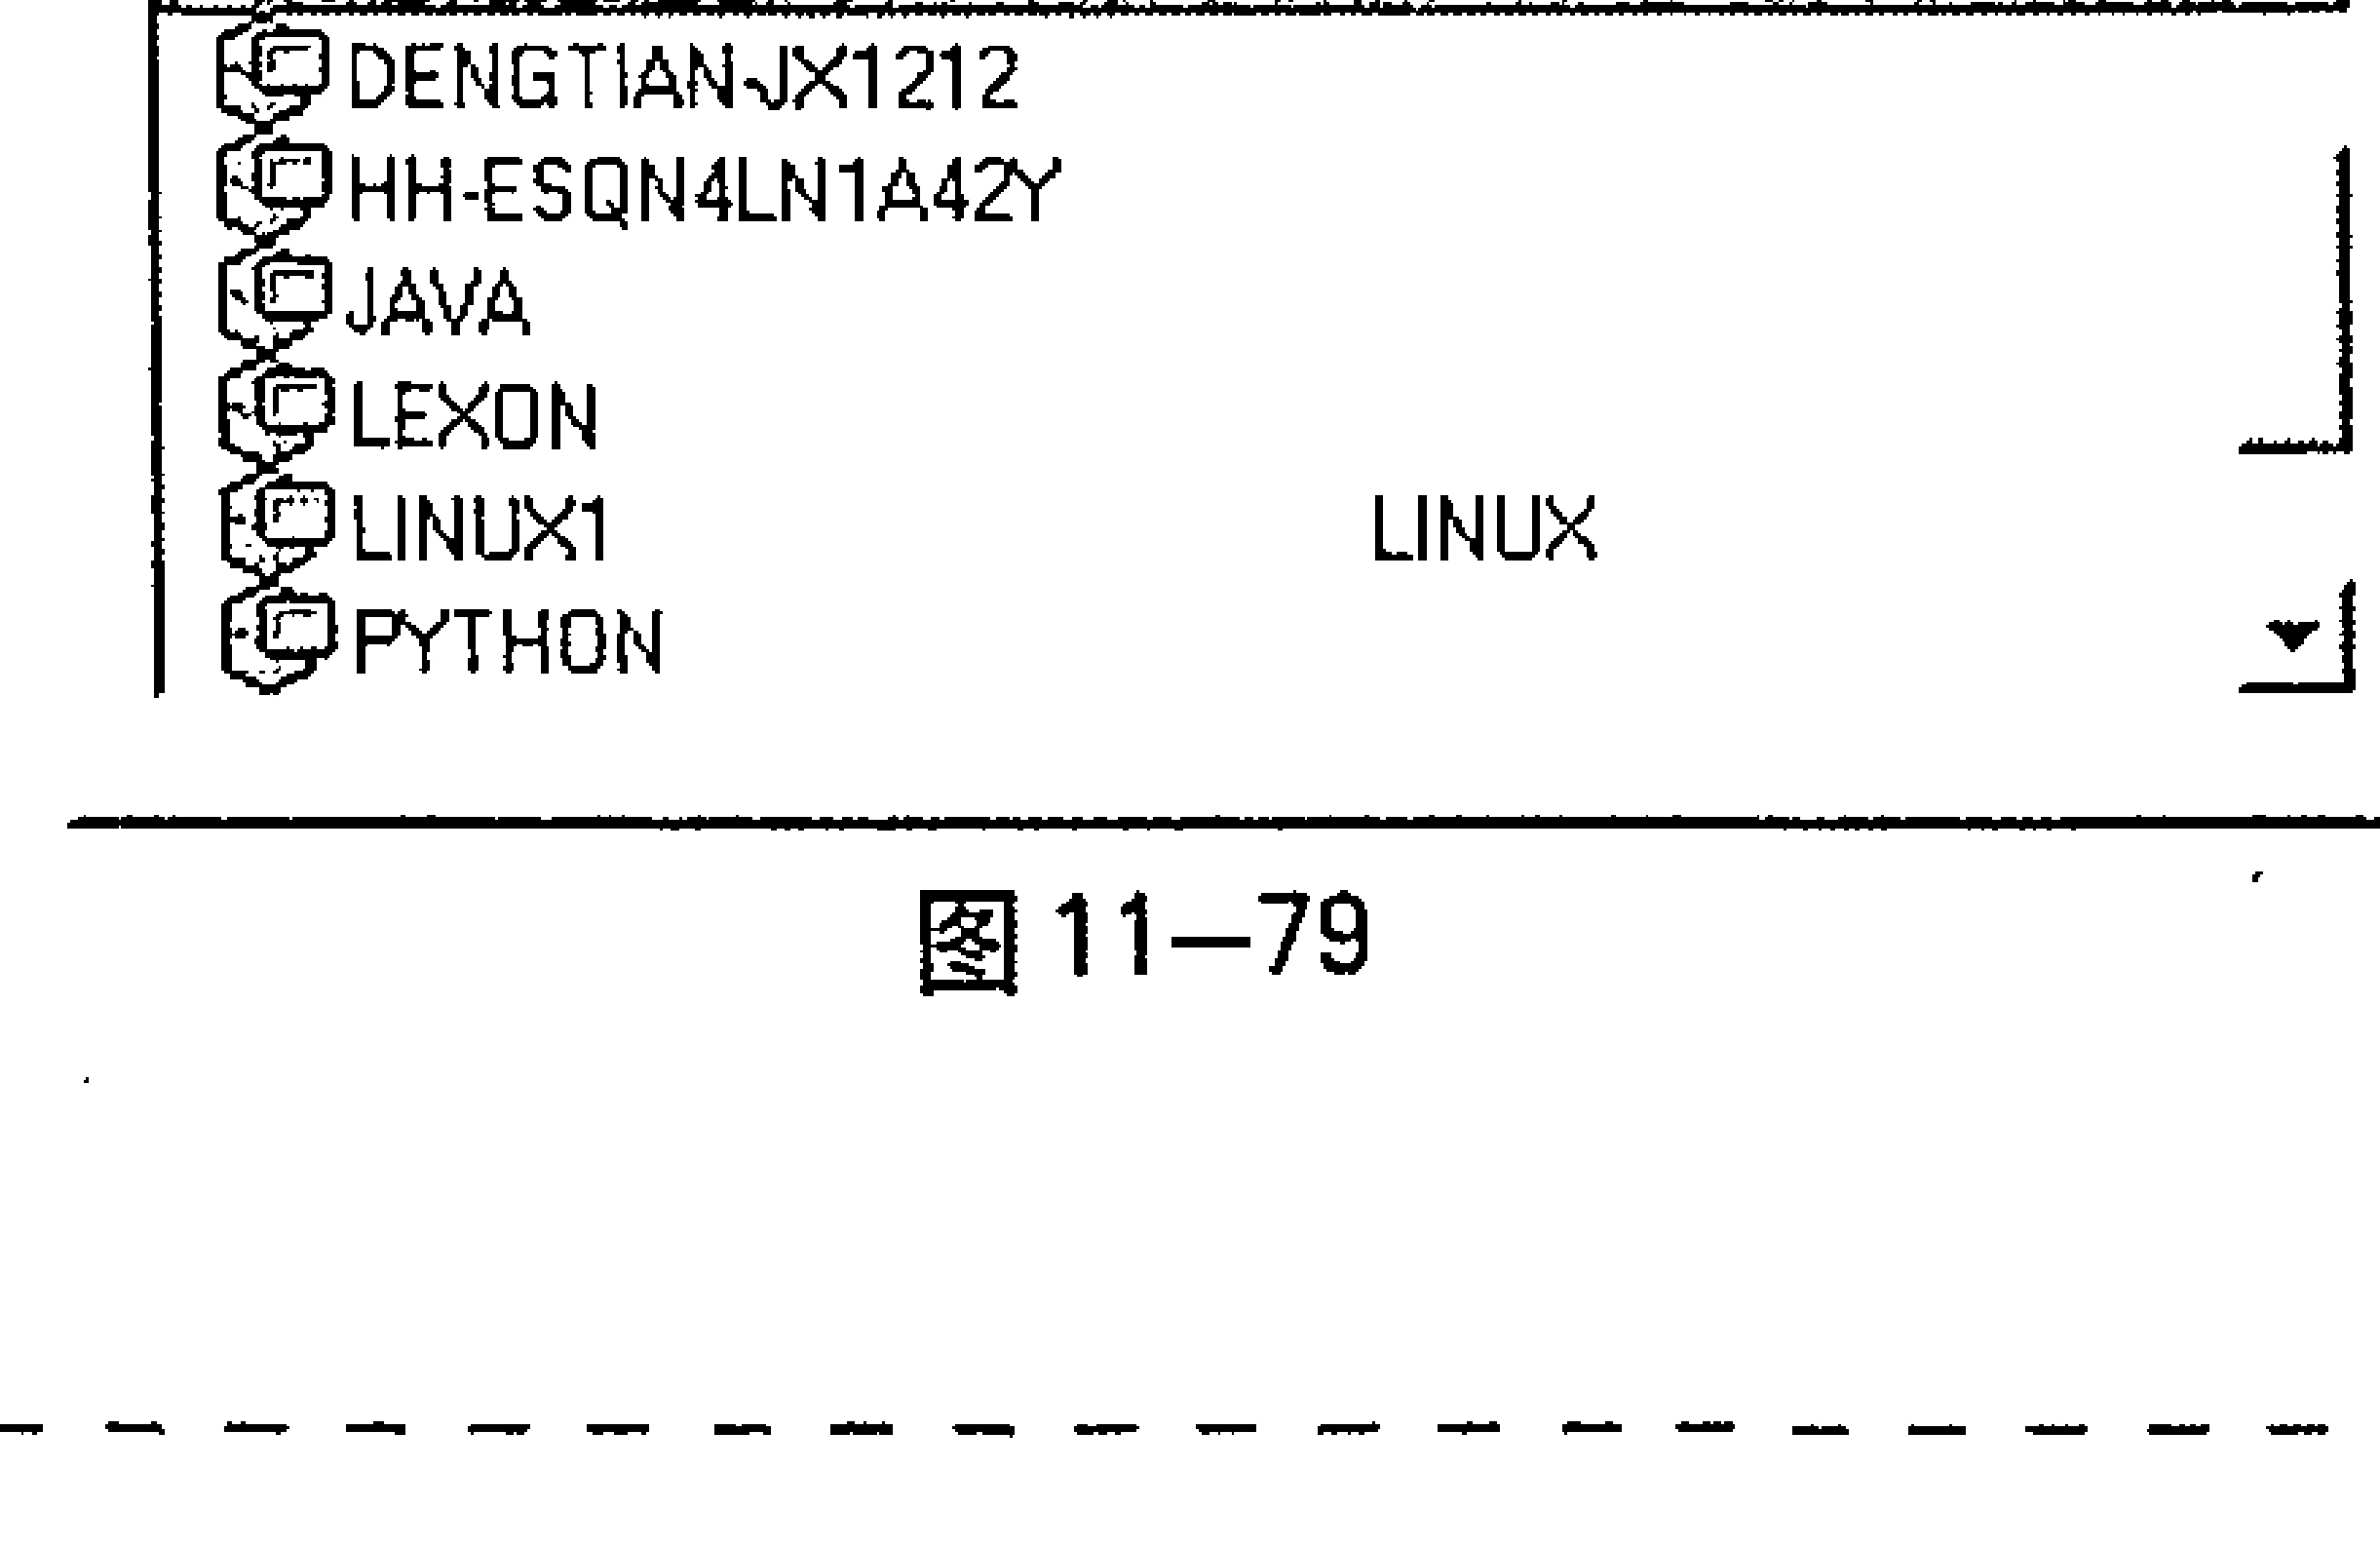 DENGTIAN-JX1212
HH-ESQN4LN1A42Y
JAVA
LEXON
LINUX1 LINUX
PYTHON
图 11—79